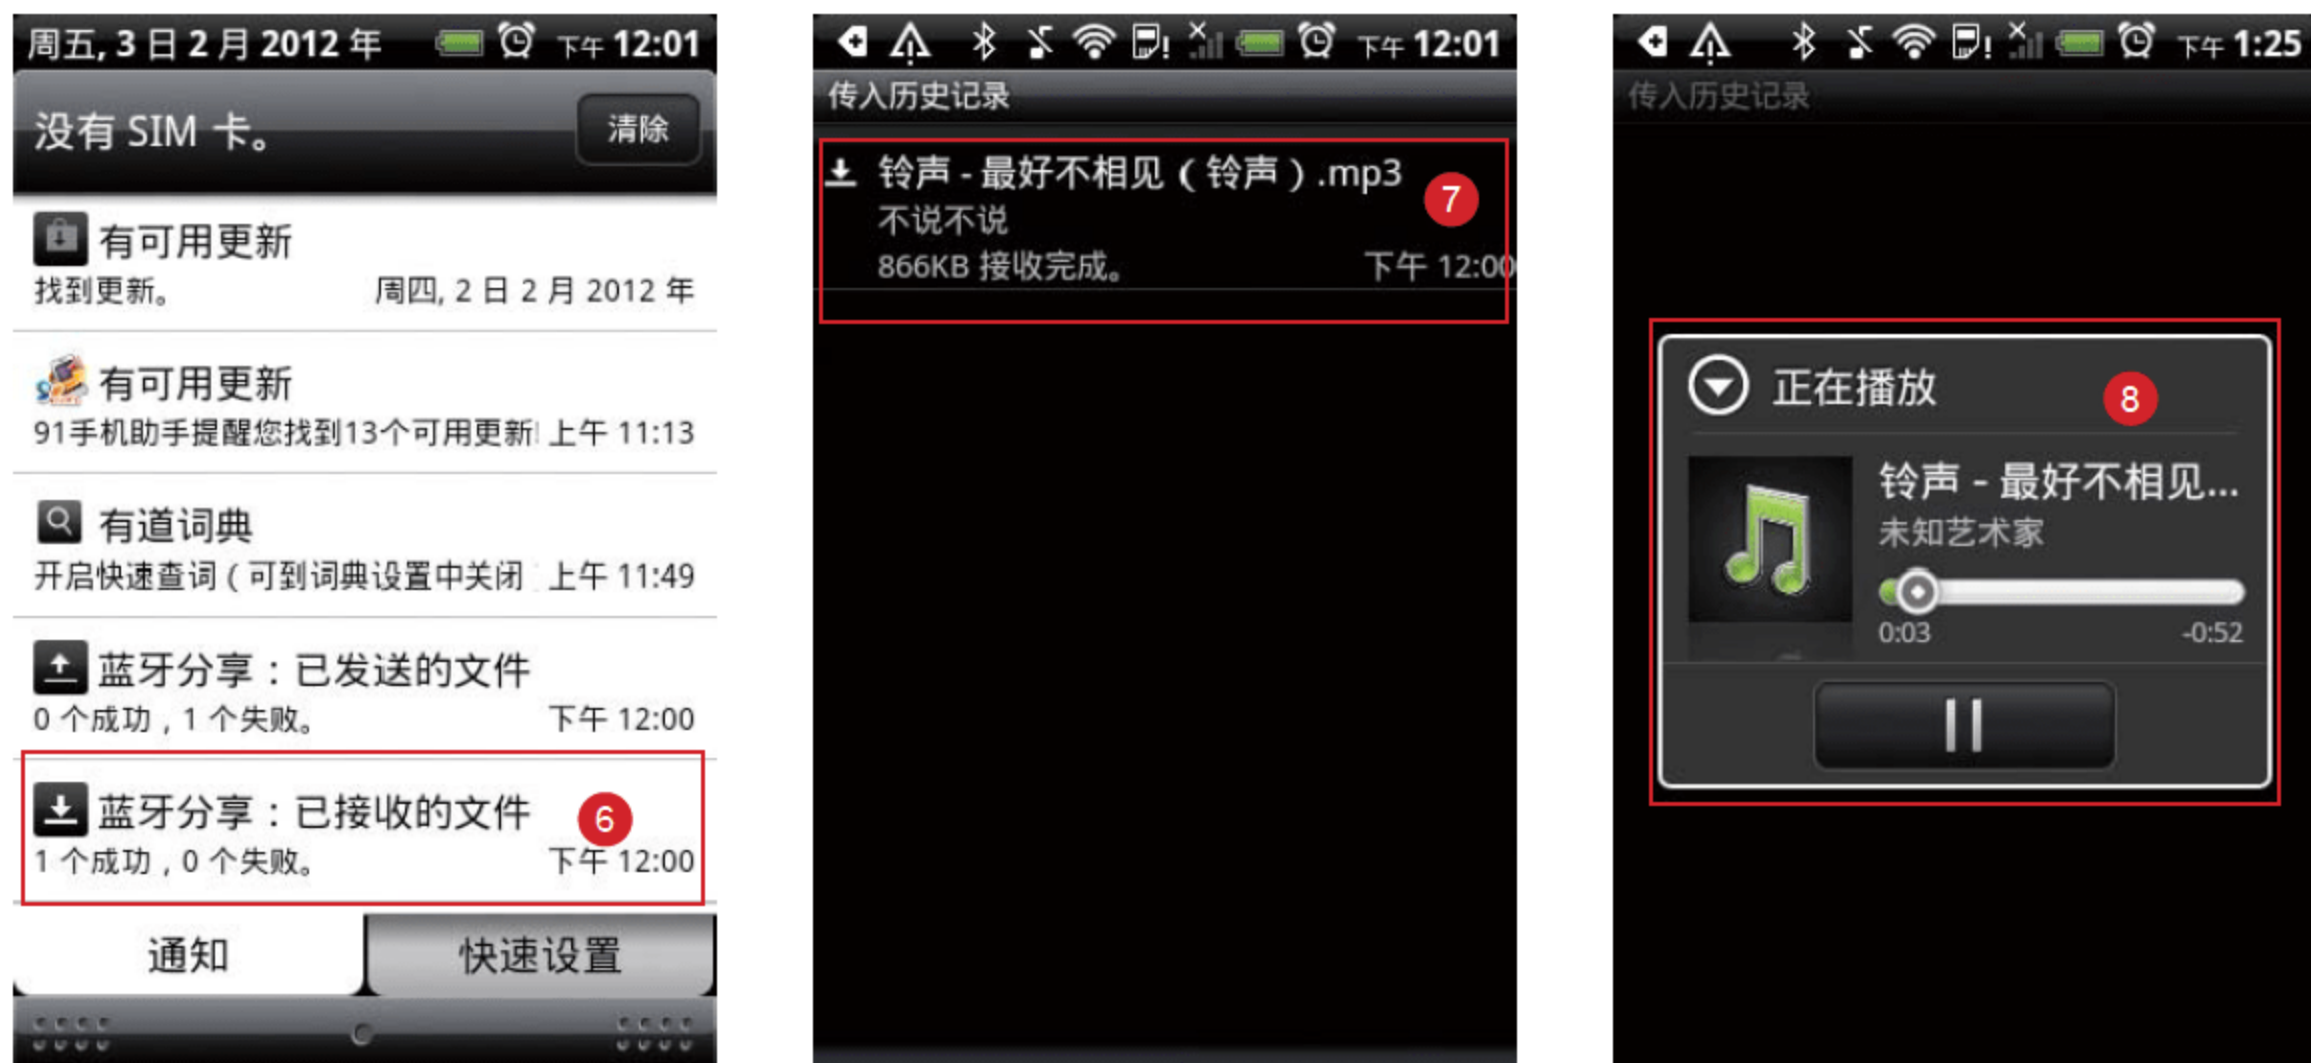 周五, 3 日 2 月 2012 年 下午 12:01
没有 SIM 卡。
清除
有可用更新
找到更新。 周四, 2 日 2 月 2012 年
有可用更新
91手机助手提醒您找到13个可用更新 上午 11:13
有道词典
开启快速查词（可到词典设置中关闭 上午 11:49
蓝牙分享：已发送的文件
0 个成功，1 个失败。 下午 12:00
蓝牙分享：已接收的文件
6
1 个成功，0 个失败。 下午 12:00
通知
快速设置
下午 12:01
传入历史记录
铃声 - 最好不相见（铃声）.mp3
7
不说不说
866KB 接收完成。 下午 12:00
下午 1:25
传入历史记录
正在播放
8
铃声 - 最好不相见...
未知艺术家
0:03 -0:52